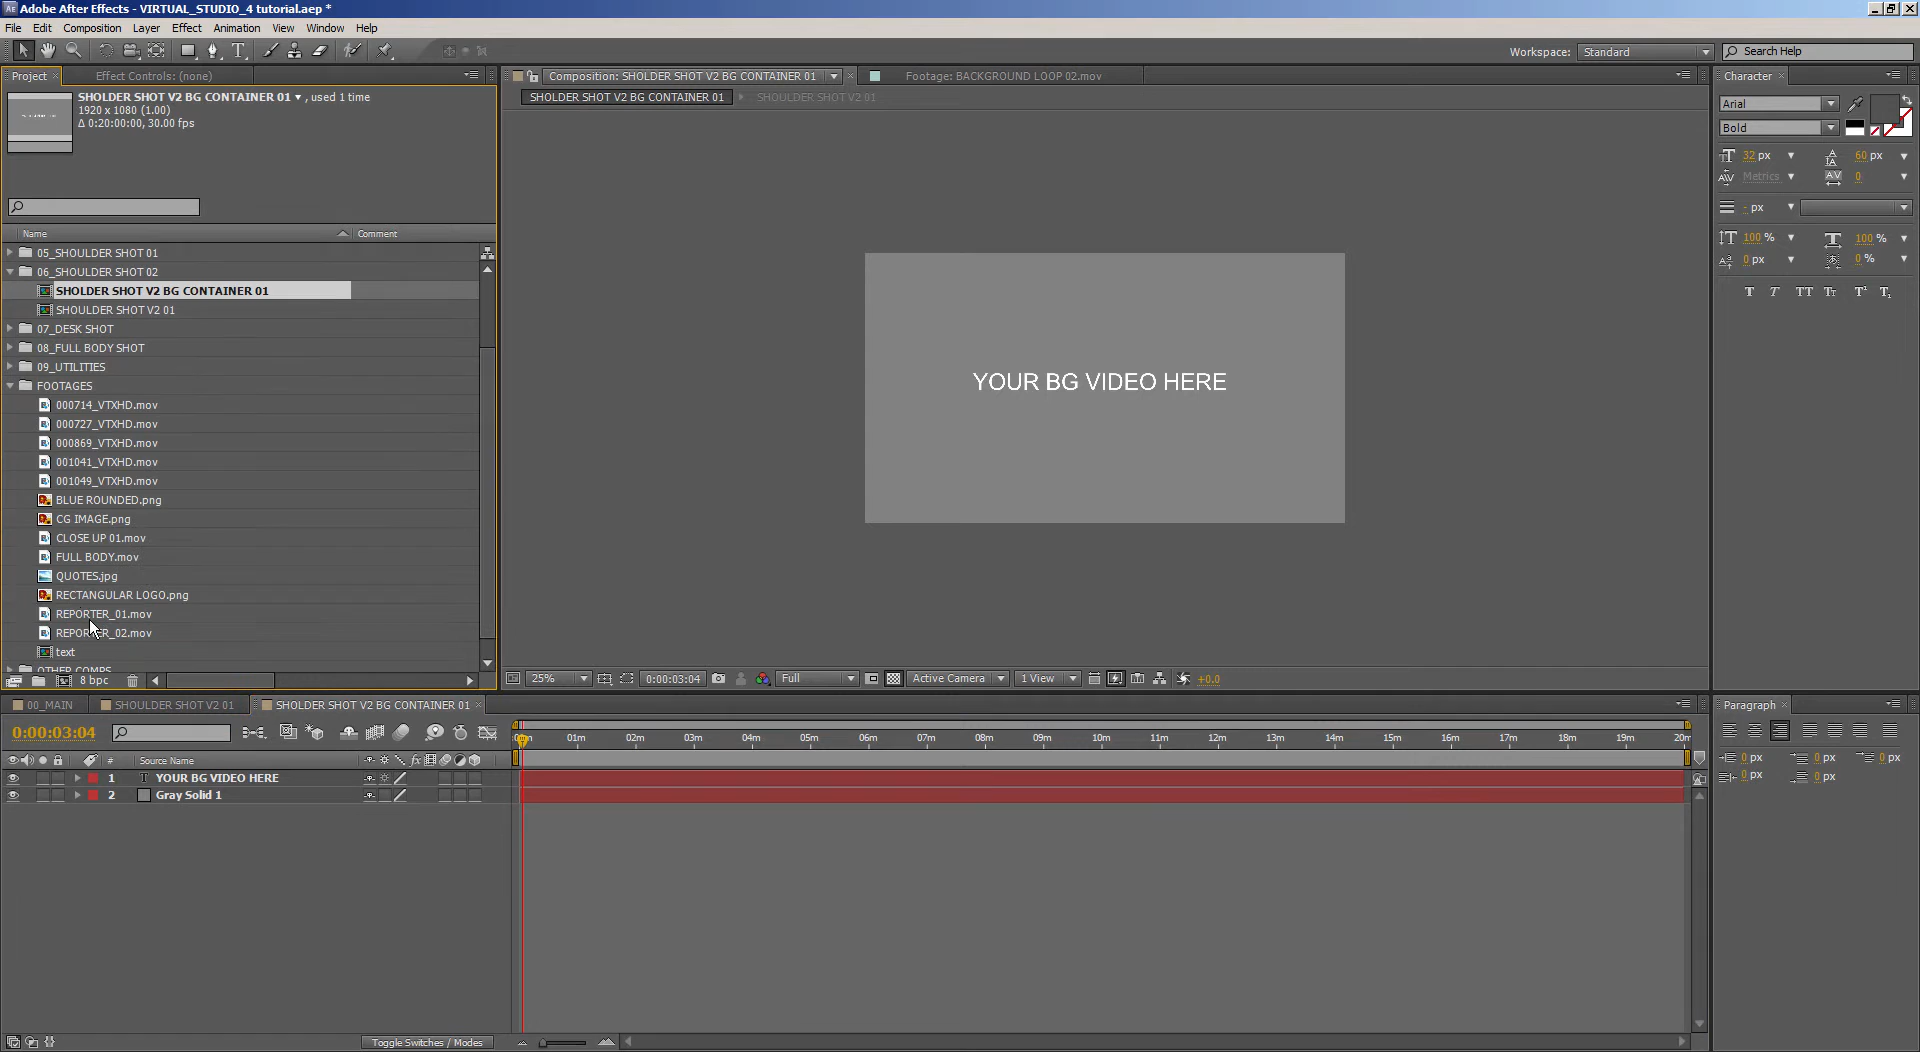 Adobe After Effects - VIRTUAL_STUDIO_4 tutorial.aep *
File Edit Composition Layer Effect Animation View Window Help
Workspace: Standard Search Help
Project Effect Controls: (none)
Composition: SHOLDER SHOT V2 BG CONTAINER 01 Footage: BACKGROUND LOOP 02.mov
Character
SHOLDER SHOT V2 BG CONTAINER 01 , used 1 time
1920 x 1080 (1.00)
Δ 0:20:00:00, 30.00 fps
SHOLDER SHOT V2 BG CONTAINER 01 SHOULDER SHOT V2 01
Arial
Bold
32 px 60 px
Metrics 0
- px
100 % 100 %
0 px 0 %
T T TT Tt T¹ T₁
Name Comment
05_SHOULDER SHOT 01
06_SHOULDER SHOT 02
SHOLDER SHOT V2 BG CONTAINER 01
SHOULDER SHOT V2 01
07_DESK SHOT
08_FULL BODY SHOT
09_UTILITIES
FOOTAGES
000714_VTXHD.mov
000727_VTXHD.mov
000869_VTXHD.mov
001041_VTXHD.mov
001049_VTXHD.mov
BLUE ROUNDED.png
CG IMAGE.png
CLOSE UP 01.mov
FULL BODY.mov
QUOTES.jpg
RECTANGULAR LOGO.png
REPORTER_01.mov
REPORTER_02.mov
text
OTHER COMPS
8 bpc
YOUR BG VIDEO HERE
25% 0:00:03:04 Full Active Camera 1 View +0.0
00_MAIN SHOULDER SHOT V2 01 SHOLDER SHOT V2 BG CONTAINER 01
Paragraph
0:00:03:04
01m 02m 03m 04m 05m 06m 07m 08m 09m 10m 11m 12m 13m 14m 15m 16m 17m 18m 19m 20m
# Source Name
1 T YOUR BG VIDEO HERE
2 Gray Solid 1
0 px 0 px 0 px
0 px 0 px
Toggle Switches / Modes